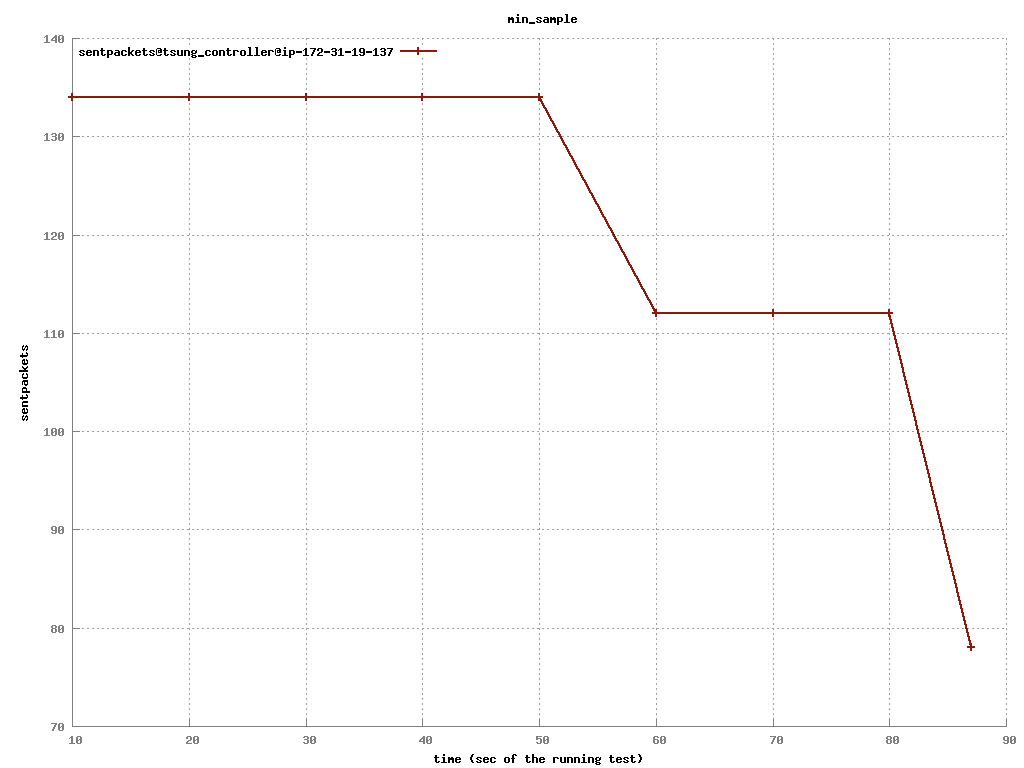 min_sample
140
sentpackets@tsung_controller@ip-172-31-19-137
130
120
110
sentpackets
100
90
80
70
10 20 30 40 50 60 70 80 90
time (sec of the running test)